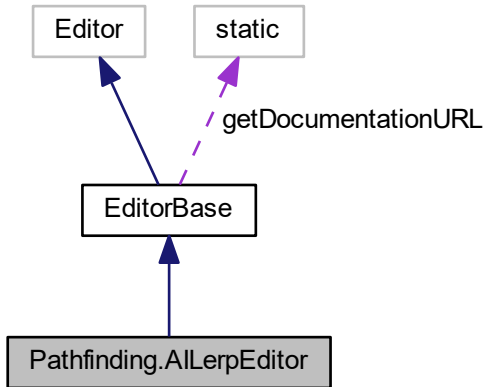 Editor
static
getDocumentationURL
EditorBase
Pathfinding.AILerpEditor